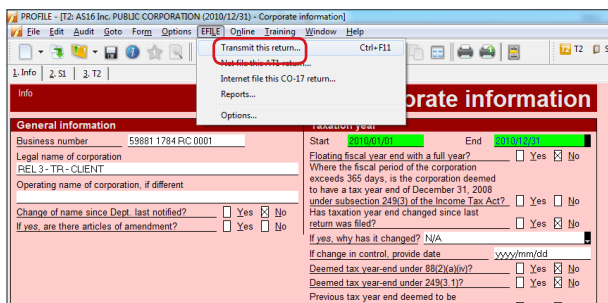 PROFILE - [T2: AS16 Inc. PUBLIC CORPORATION (2010/12/31) - Corporate information]
File Edit Audit Goto Form Options EFILE Online Training Window Help
Transmit this return... Ctrl+F11
Net file this AT1 return...
Internet file this CO-17 return...
Reports...
Options...
T2 S
1. Info 2. S1 3. T2
Info
orate information
General information
Business number 59881 1784 RC 0001
Legal name of corporation
REL 3 - TR - CLIENT
Operating name of corporation, if different
Change of name since Dept. last notified? Yes No
If yes, are there articles of amendment? Yes No
Taxation year
Start 2010/01/01 End 2010/12/31
Floating fiscal year end with a full year? Yes No
Where the fiscal period of the corporation
exceeds 365 days, is the corporation deemed
to have a tax year end of December 31, 2008
under subsection 249(3) of the Income Tax Act? Yes No
Has taxation year end changed since last
return was filed? Yes No
If yes, why has it changed? N/A
If change in control, provide date yyyy/mm/dd
Deemed tax year-end under 88(2)(a)(iv)? Yes No
Deemed tax year-end under 249(3.1)? Yes No
Previous tax year end deemed to be